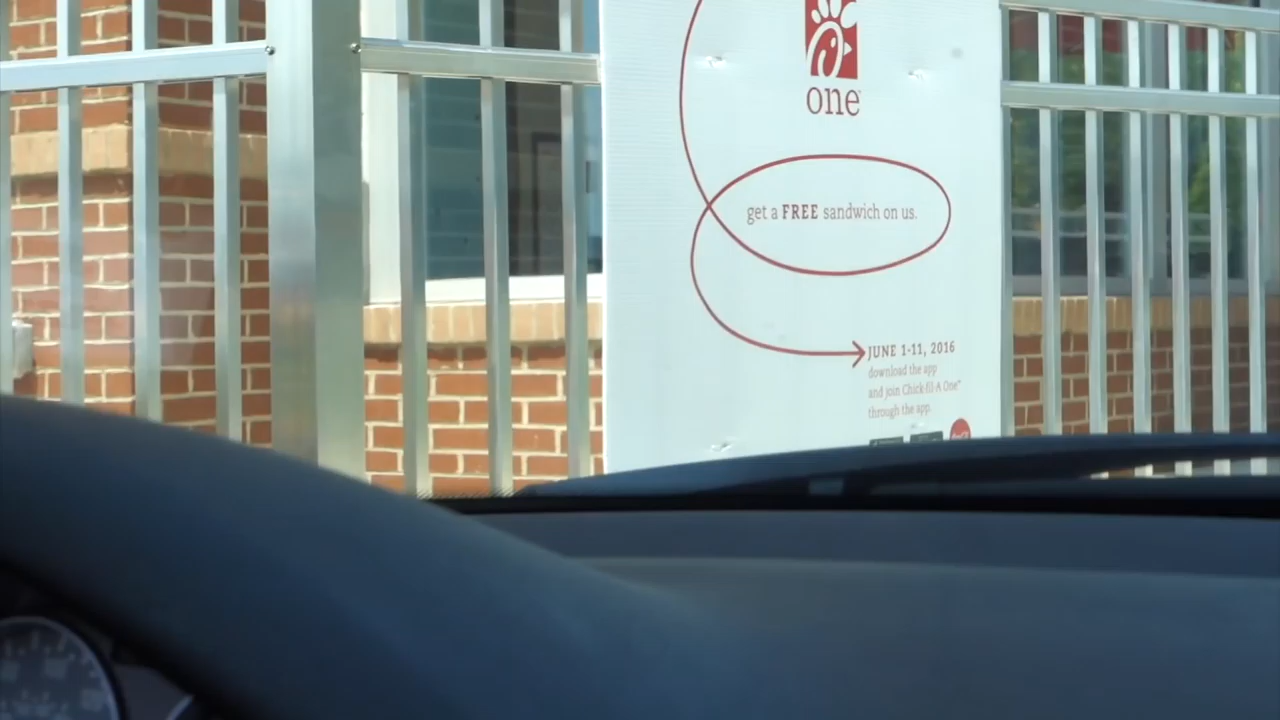 one
get a FREE sandwich on us.
JUNE 1-11, 2016
download the app
and join Chick-fil-A One™
through the app.